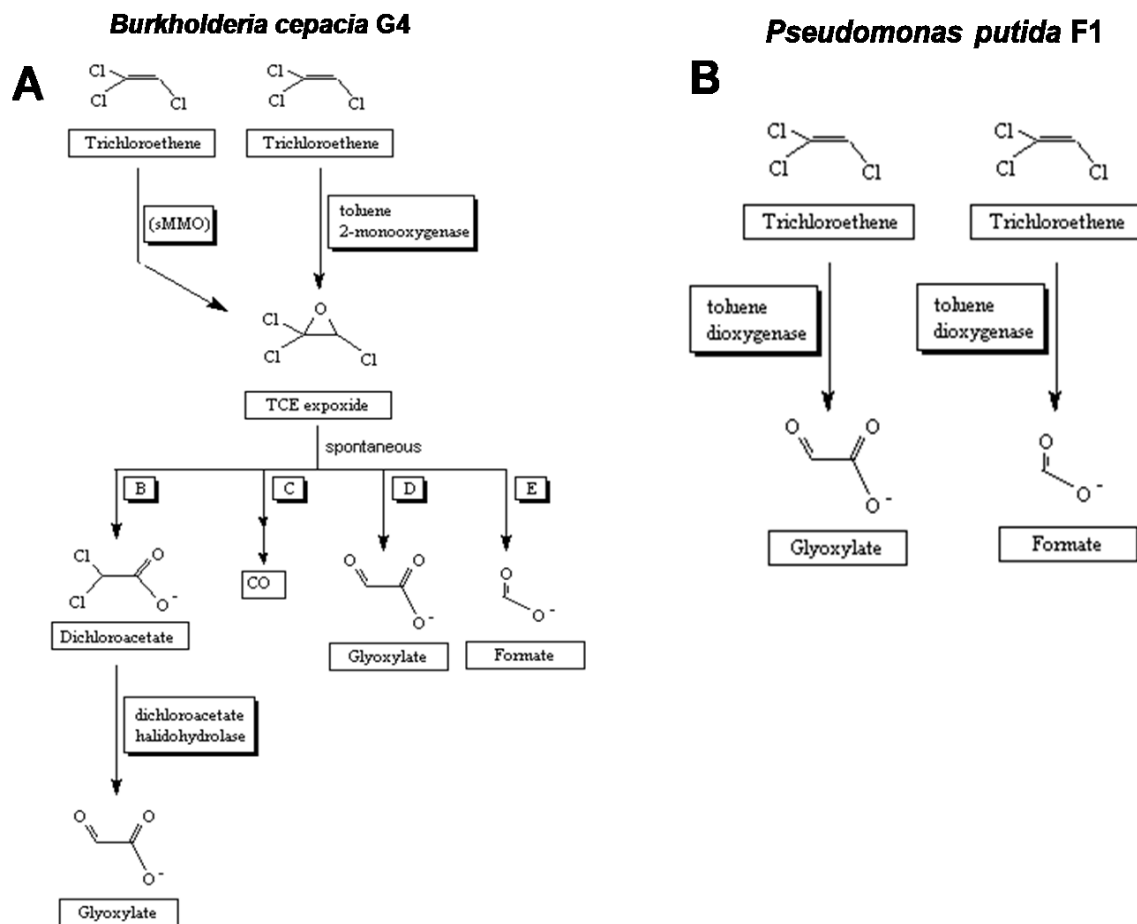 Burkholderia cepacia G4
A
Cl
Cl
Cl
Cl
Cl
Cl
Trichloroethene
Trichloroethene
(sMMO)
toluene
2-monooxygenase
O
Cl
Cl
Cl
TCE expoxide
spontaneous
B
C
D
E
Cl
Cl
O
O-
Dichloroacetate
CO
O
O
O-
Glyoxylate
O
O-
Formate
dichloroacetate
halidohydrolase
O
O
O-
Glyoxylate
Pseudomonas putida F1
B
Cl
Cl
Cl
Cl
Cl
Cl
Trichloroethene
Trichloroethene
toluene
dioxygenase
toluene
dioxygenase
O
O
O-
Glyoxylate
O
O-
Formate